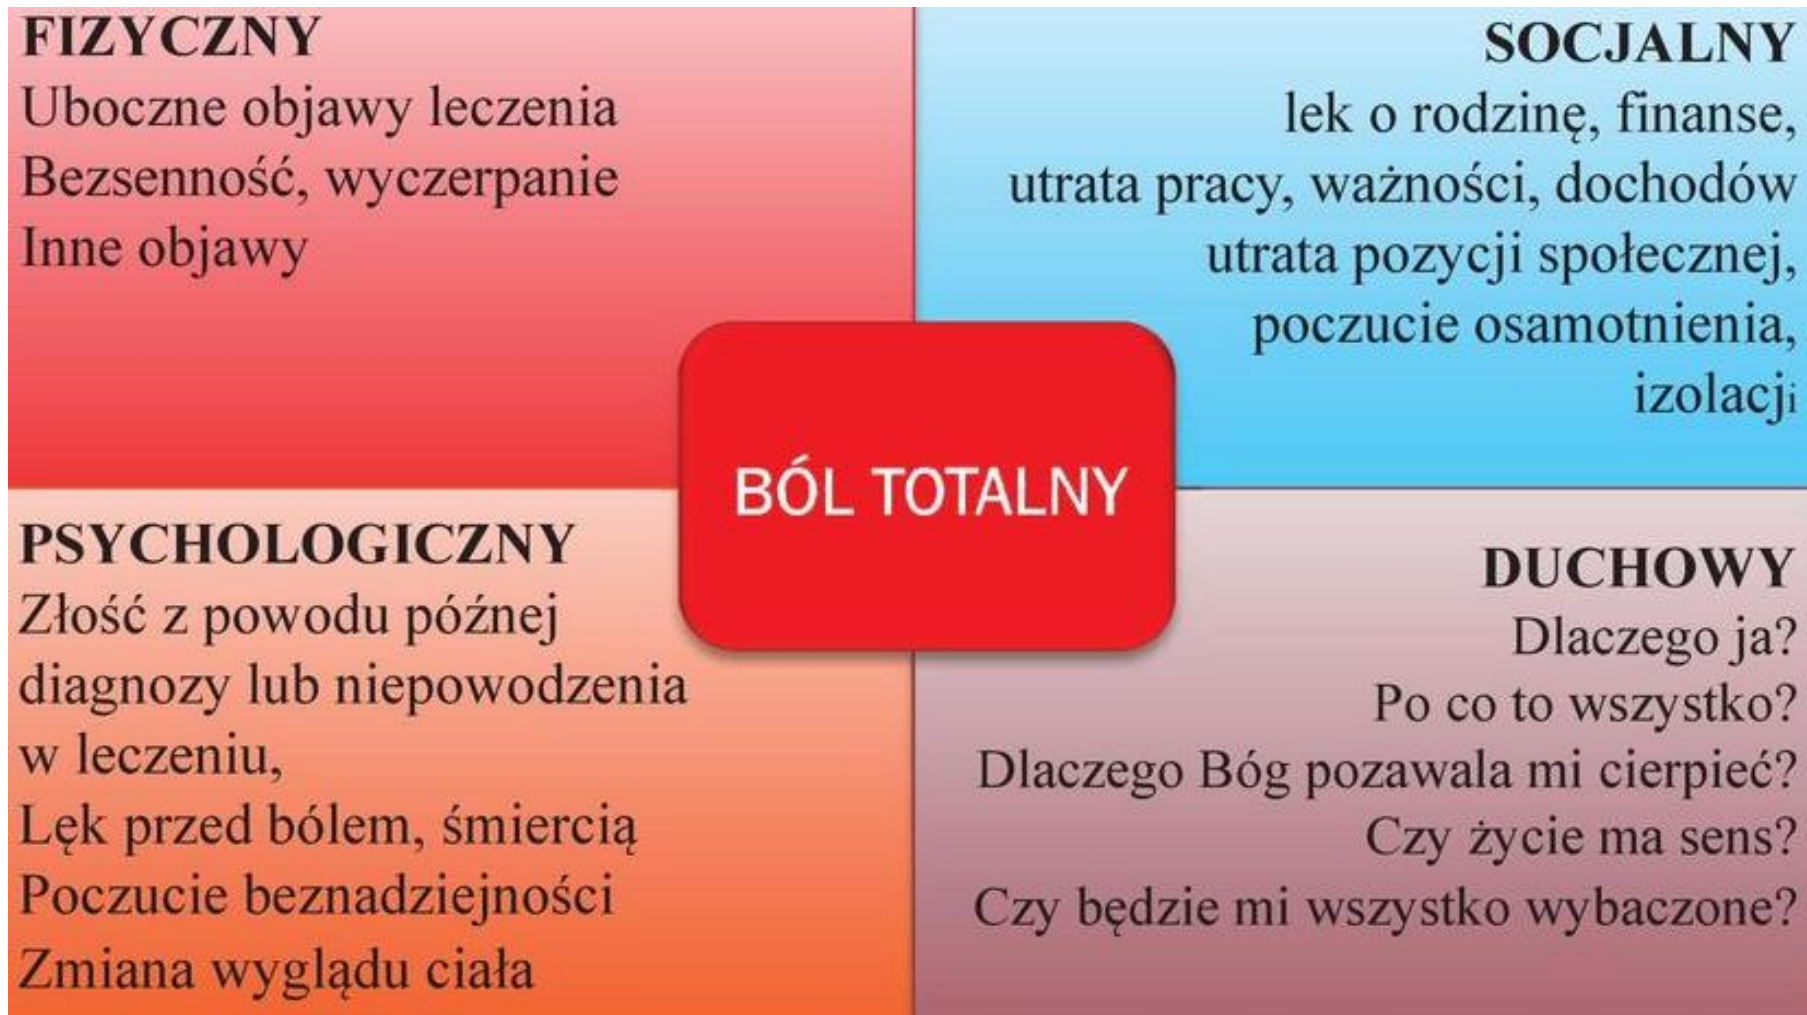 FIZYCZNY
Uboczne objawy leczenia
Bezsenność, wyczerpanie
Inne objawy
SOCJALNY
lek o rodzinę, finanse,
utrata pracy, ważności, dochodów
utrata pozycji społecznej,
poczucie osamotnienia,
izolacji
BÓL TOTALNY
PSYCHOLOGICZNY
Złość z powodu późnej
diagnozy lub niepowodzenia
w leczeniu,
Lęk przed bólem, śmiercią
Poczucie beznadziejności
Zmiana wyglądu ciała
DUCHOWY
Dlaczego ja?
Po co to wszystko?
Dlaczego Bóg pozawala mi cierpieć?
Czy życie ma sens?
Czy będzie mi wszystko wybaczone?